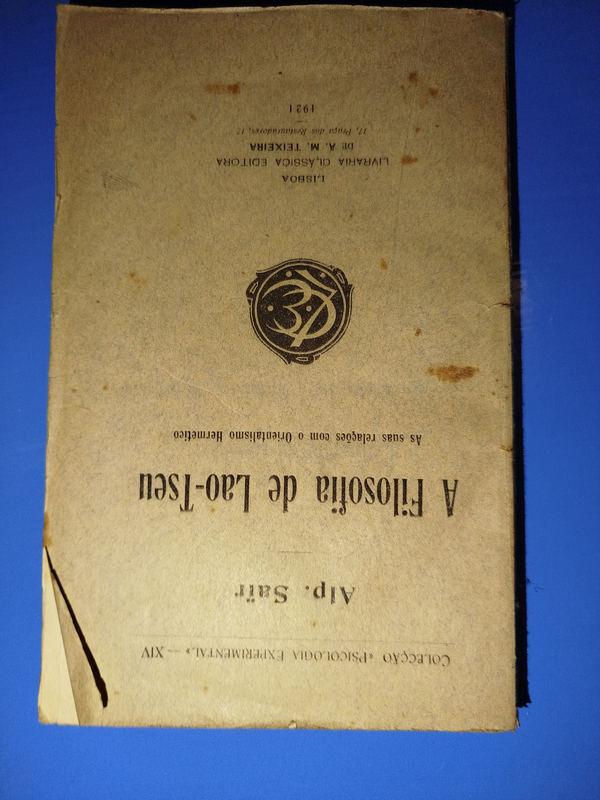 COLECÇÃO «PSICOLOGIA EXPERIMENTAL» — XIV
Alp. Saïr
A Filosofia de Lao-Tseu
As suas relações com o Orientalismo Hermetico
LISBOA
LIVRARIA CLÁSSICA EDITORA
DE A. M. TEIXEIRA
17, Praça dos Restauradores, 17
1921